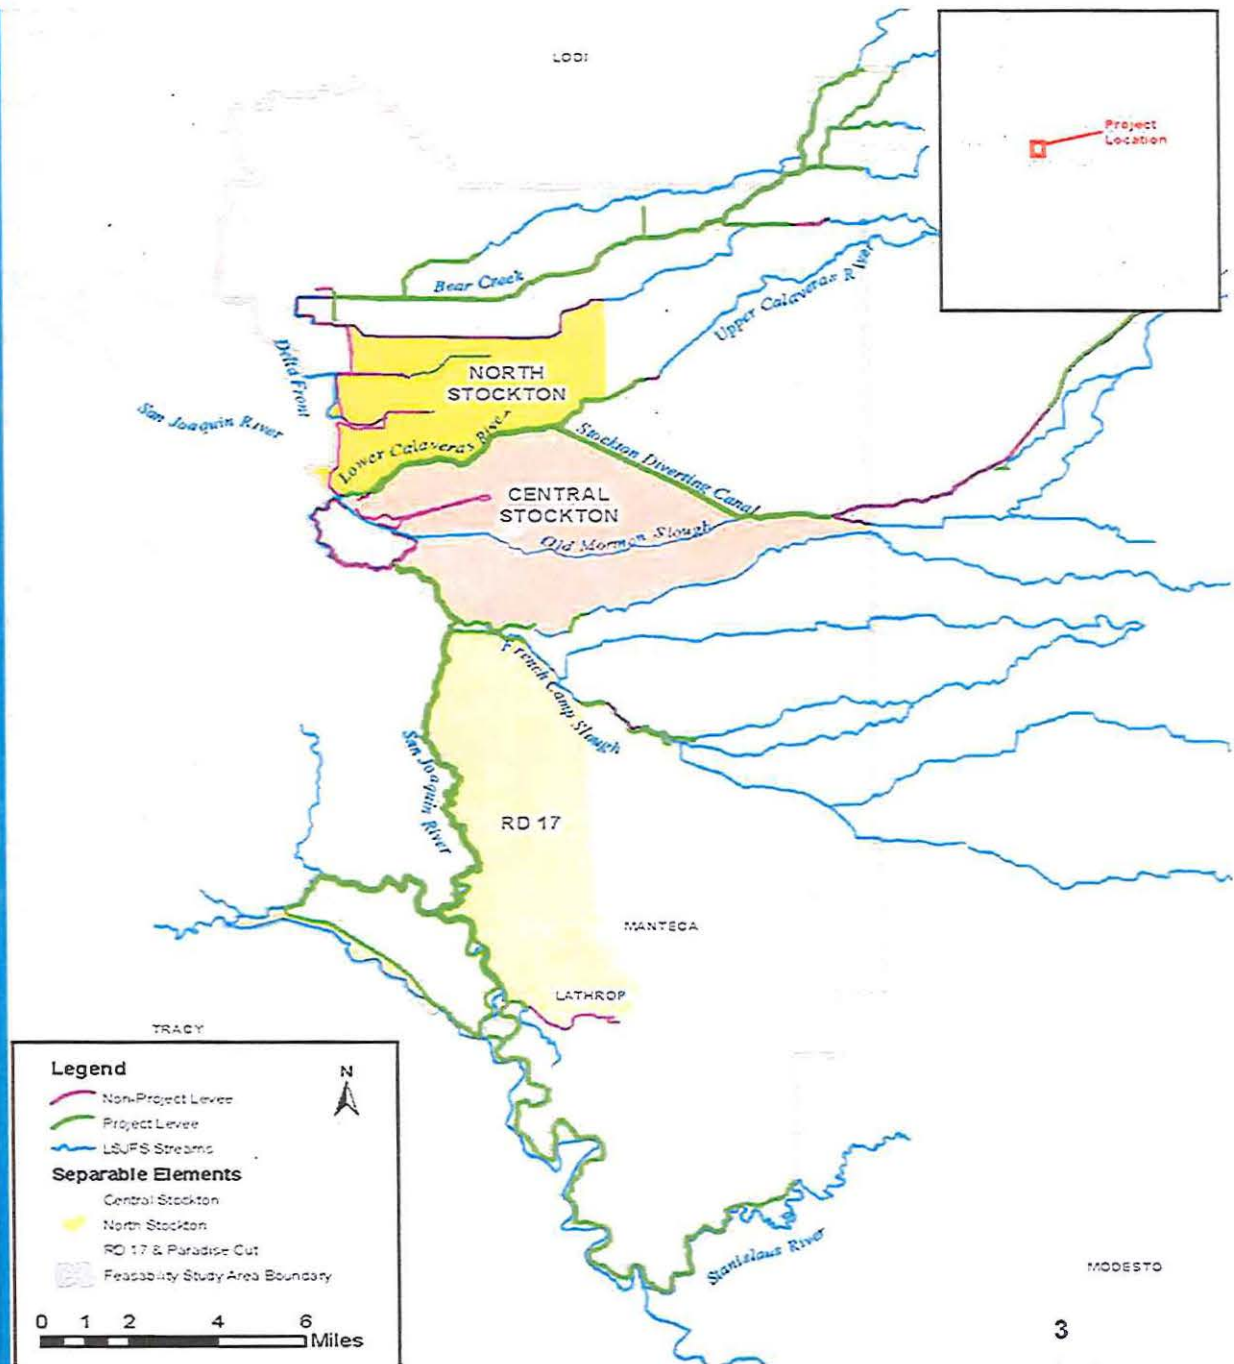 LODI
Project
Location
Bear Creek
Upper Calaveras River
Delta Front
NORTH
STOCKTON
San Joaquin River
Lower Calaveras River
Stockton Diverting Canal
CENTRAL
STOCKTON
Old Mormon Slough
French Camp Slough
San Joaquin River
RD 17
MANTECA
LATHROP
TRACY
Legend
N
Non-Project Levee
Project Levee
LSJFS Streams
Separable Elements
Central Stockton
North Stockton
RD 17 & Paradise Cut
Feasability Study Area Boundary
0 1 2 4 6
Miles
Stanislaus River
MODESTO
3